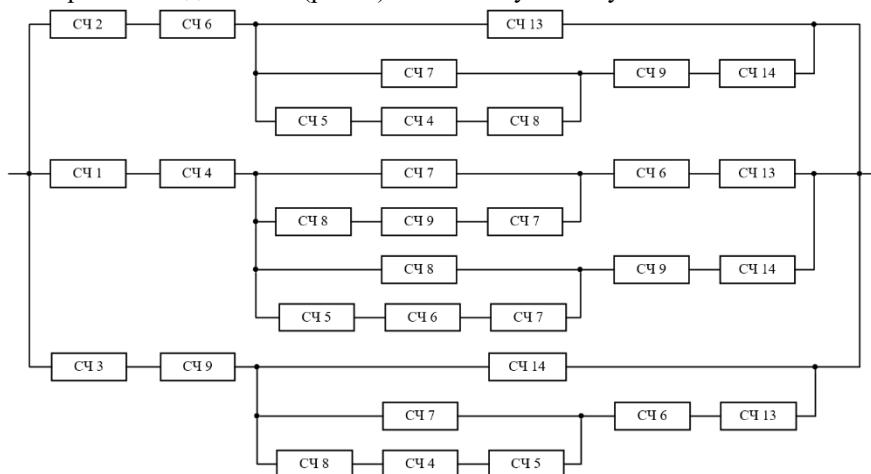 СЧ 2 СЧ 6 СЧ 13
СЧ 7 СЧ 9 СЧ 14
СЧ 5 СЧ 4 СЧ 8
СЧ 1 СЧ 4 СЧ 7 СЧ 6 СЧ 13
СЧ 8 СЧ 9 СЧ 7
СЧ 8 СЧ 9 СЧ 14
СЧ 5 СЧ 6 СЧ 7
СЧ 3 СЧ 9 СЧ 14
СЧ 7 СЧ 6 СЧ 13
СЧ 8 СЧ 4 СЧ 5